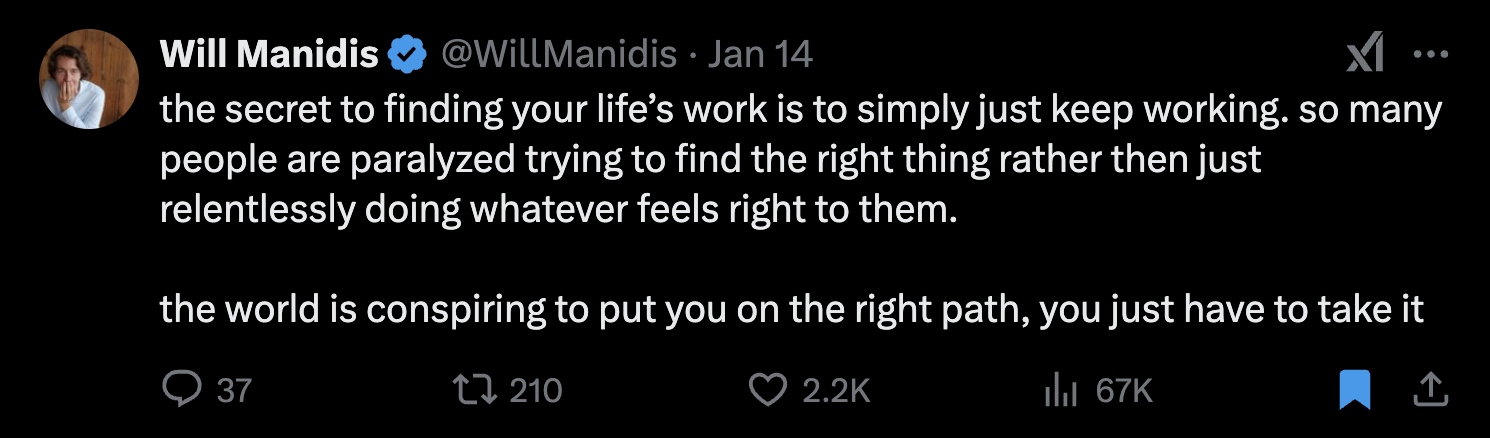 Will Manidis @WillManidis · Jan 14
the secret to finding your life’s work is to simply just keep working. so many
people are paralyzed trying to find the right thing rather then just
relentlessly doing whatever feels right to them.
the world is conspiring to put you on the right path, you just have to take it
37 210 2.2K 67K